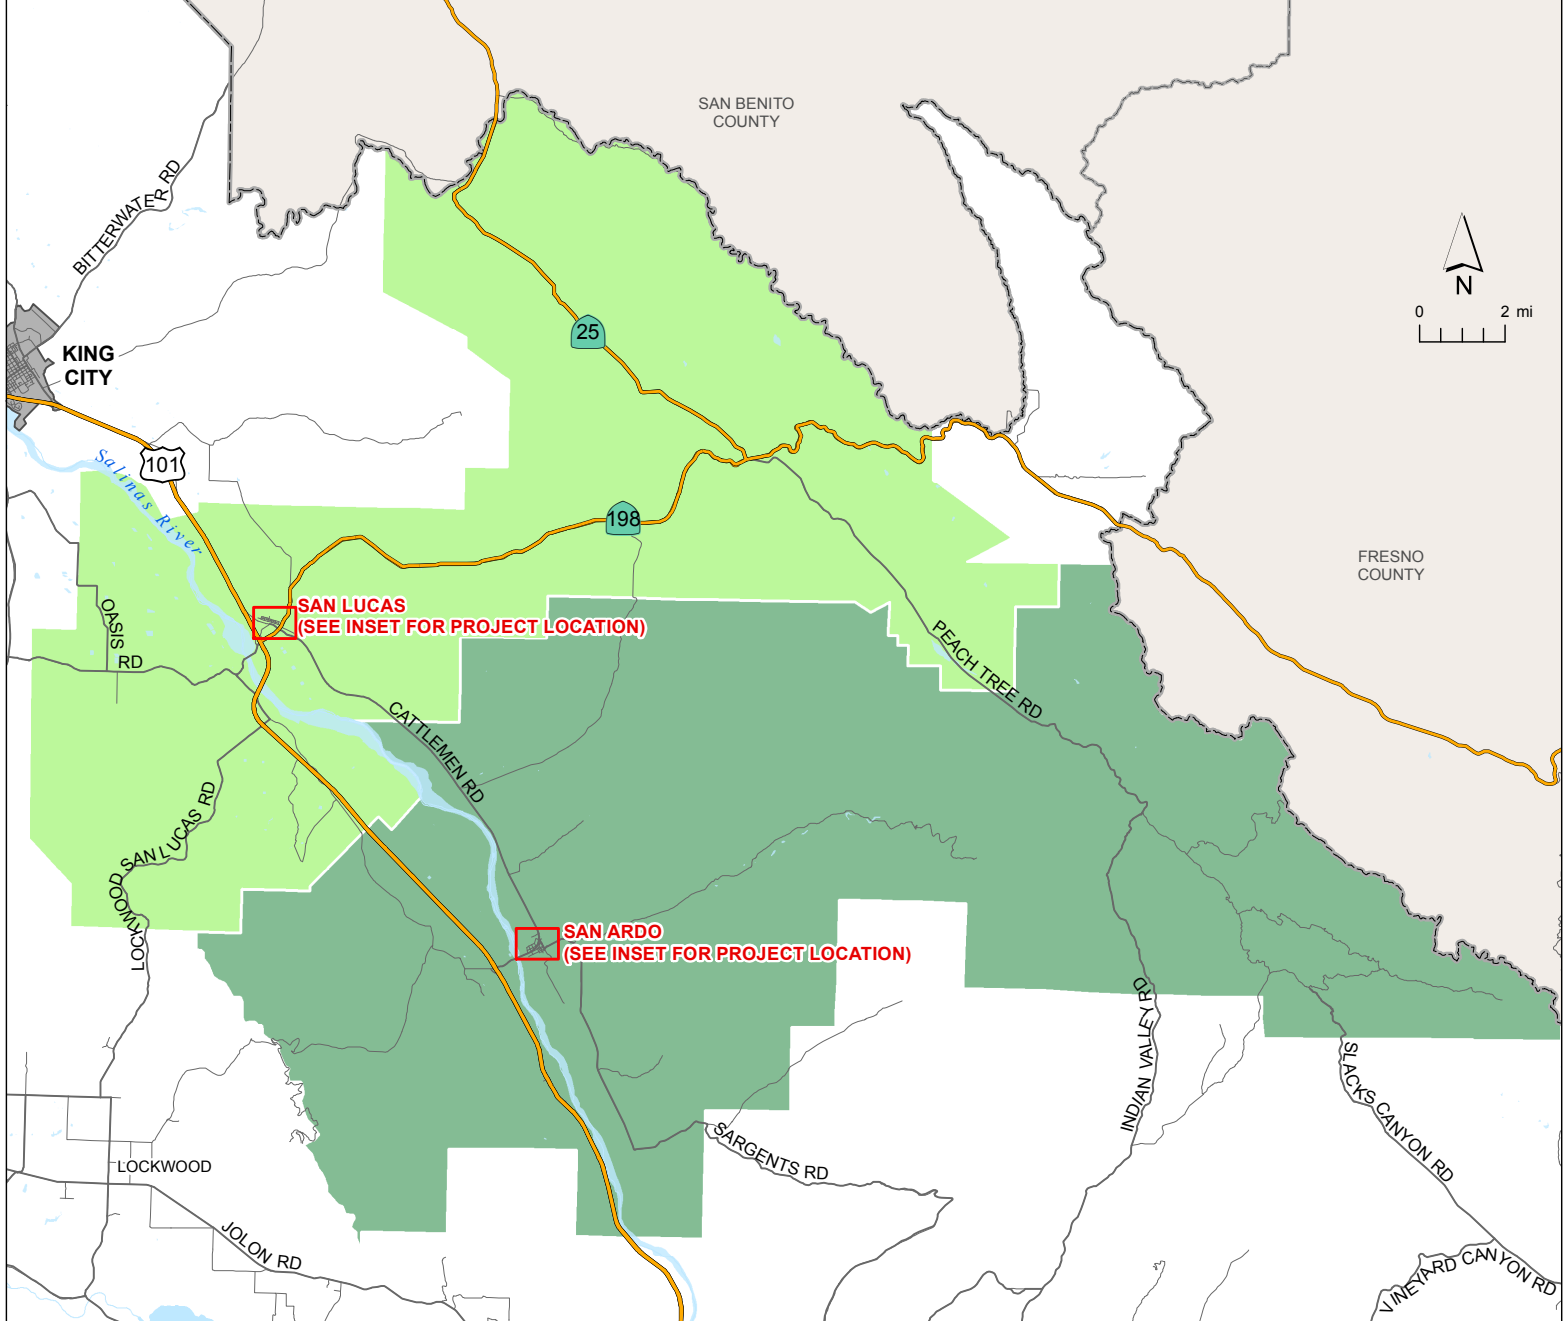 SAN BENITO
COUNTY
BITTERWATER RD
N
0 2 mi
25
KING
CITY
101
Salinas River
198
FRESNO
COUNTY
SAN LUCAS
(SEE INSET FOR PROJECT LOCATION)
OASIS
RD
PEACH TREE RD
CATTLEMEN RD
LOCKWOOD SAN LUCAS RD
SAN ARDO
(SEE INSET FOR PROJECT LOCATION)
INDIAN VALLEY RD
SLACKS CANYON RD
SARGENTS RD
LOCKWOOD
JOLON RD
VINEYARD CANYON RD